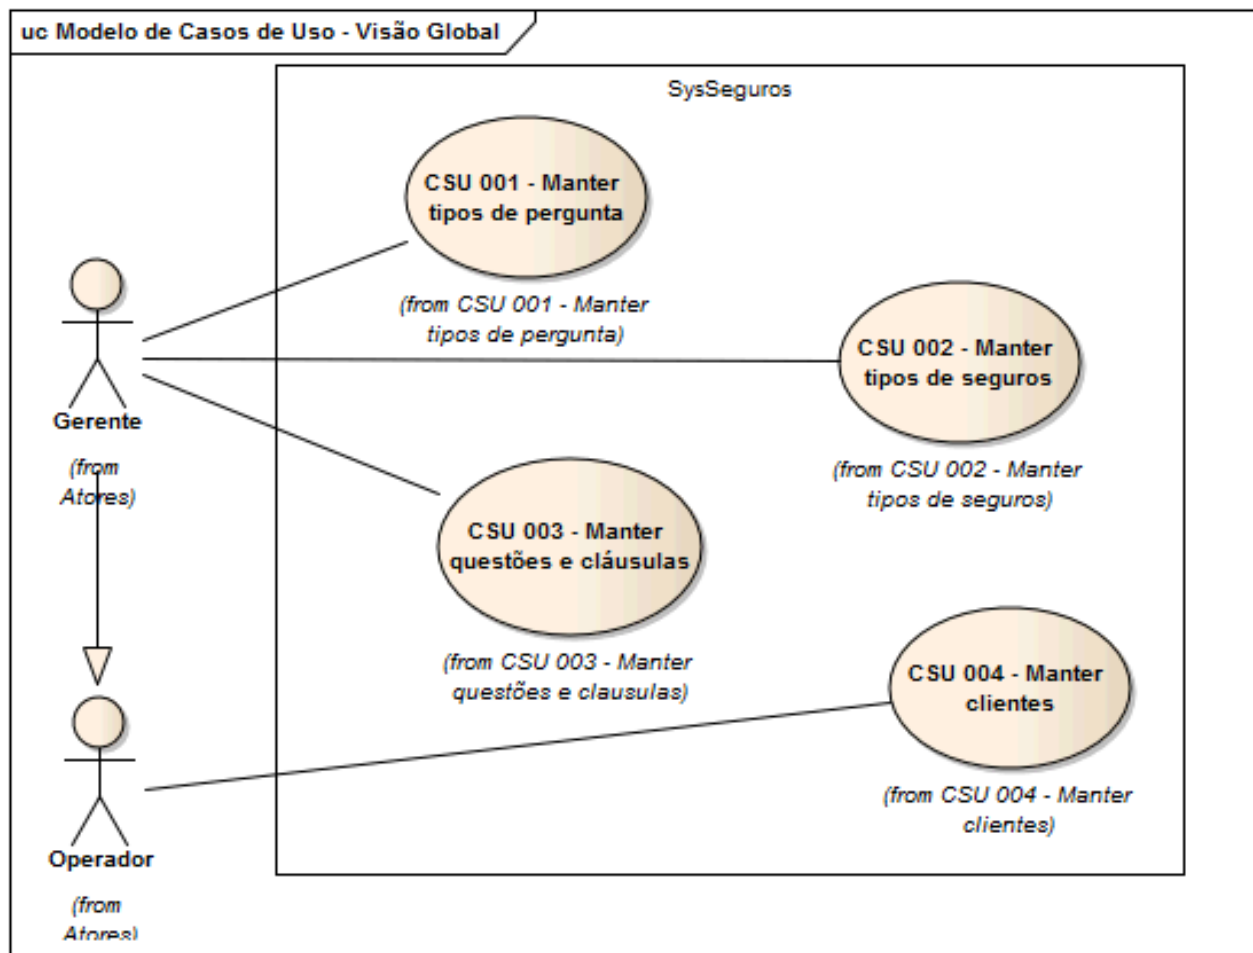 uc Modelo de Casos de Uso - Visão Global
SysSeguros
CSU 001 - Manter
tipos de pergunta
(from CSU 001 - Manter
tipos de pergunta)
CSU 002 - Manter
tipos de seguros
(from CSU 002 - Manter
tipos de seguros)
Gerente
(from
Atores)
CSU 003 - Manter
questões e cláusulas
(from CSU 003 - Manter
questões e clausulas)
CSU 004 - Manter
clientes
(from CSU 004 - Manter
clientes)
Operador
(from
Atores)